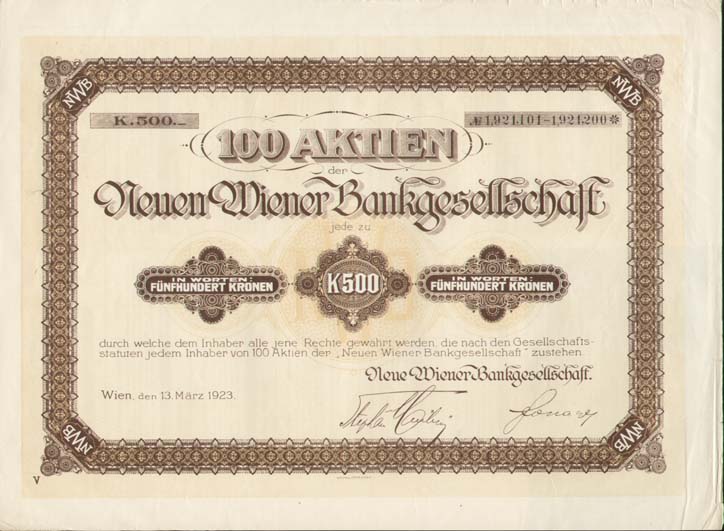 NWB NWB
K.500.— № 1,921,101–1,921,200*
100 AKTIEN
der
Neuen Wiener Bankgesellschaft
jede zu
IN WORTEN: FÜNFHUNDERT KRONEN
K500
IN WORTEN: FÜNFHUNDERT KRONEN
durch welche dem Inhaber alle jene Rechte gewährt werden, die nach den Gesellschafts-
statuten jedem Inhaber von 100 Aktien der „Neuen Wiener Bankgesellschaft" zustehen.
Neue Wiener Bankgesellschaft.
Wien, den 13. März 1923.
NWB NWB
V